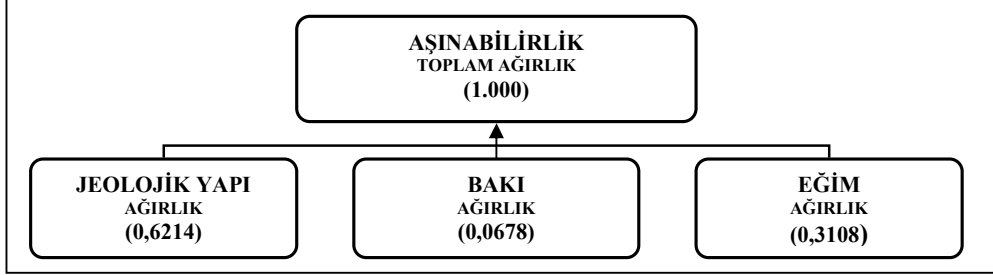 AŞINABİLİRLİK
TOPLAM AĞIRLIK
(1.000)
JEOLOJİK YAPI
AĞIRLIK
(0,6214)
BAKI
AĞIRLIK
(0,0678)
EĞİM
AĞIRLIK
(0,3108)